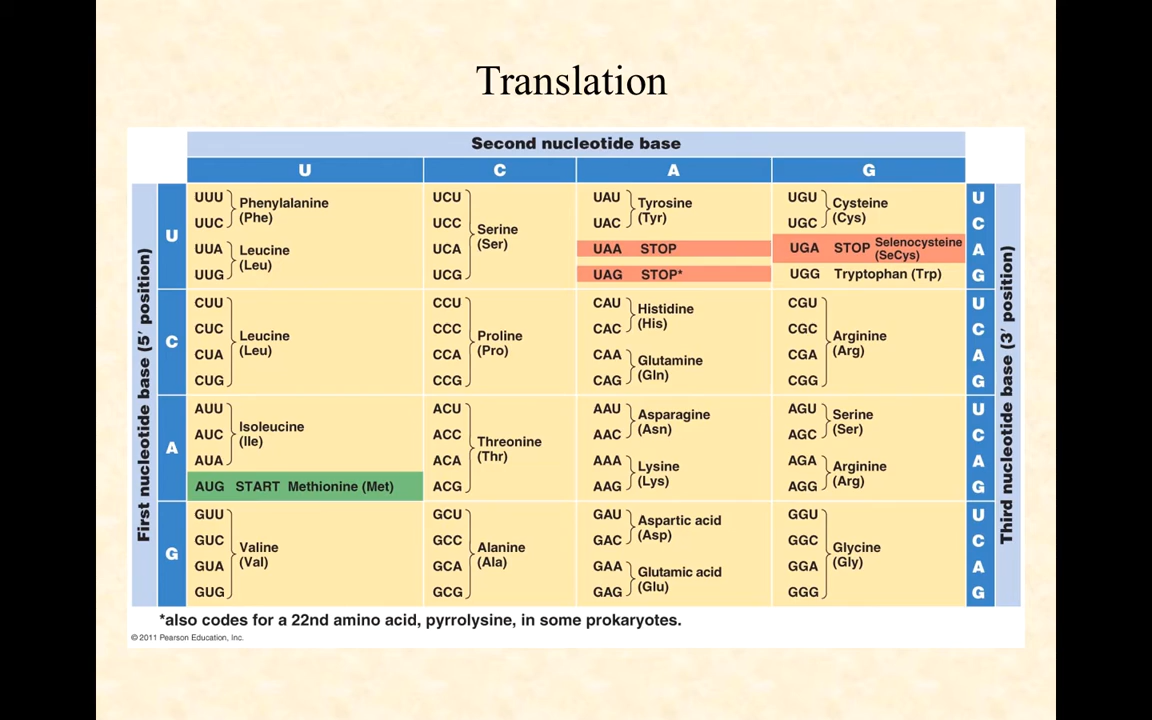 Translation
Second nucleotide base
U C A G
First nucleotide base (5′ position)
Third nucleotide base (3′ position)
U
UUU
UUC
Phenylalanine
(Phe)
UUA
UUG
Leucine
(Leu)
UCU
UCC
UCA
UCG
Serine
(Ser)
UAU
UAC
Tyrosine
(Tyr)
UAA STOP
UAG STOP*
UGU
UGC
Cysteine
(Cys)
UGA STOP Selenocysteine
(SeCys)
UGG Tryptophan (Trp)
U
C
A
G
C
CUU
CUC
CUA
CUG
Leucine
(Leu)
CCU
CCC
CCA
CCG
Proline
(Pro)
CAU
CAC
Histidine
(His)
CAA
CAG
Glutamine
(Gln)
CGU
CGC
CGA
CGG
Arginine
(Arg)
U
C
A
G
A
AUU
AUC
AUA
Isoleucine
(Ile)
AUG START Methionine (Met)
ACU
ACC
ACA
ACG
Threonine
(Thr)
AAU
AAC
Asparagine
(Asn)
AAA
AAG
Lysine
(Lys)
AGU
AGC
Serine
(Ser)
AGA
AGG
Arginine
(Arg)
U
C
A
G
G
GUU
GUC
GUA
GUG
Valine
(Val)
GCU
GCC
GCA
GCG
Alanine
(Ala)
GAU
GAC
Aspartic acid
(Asp)
GAA
GAG
Glutamic acid
(Glu)
GGU
GGC
GGA
GGG
Glycine
(Gly)
U
C
A
G
*also codes for a 22nd amino acid, pyrrolysine, in some prokaryotes.
© 2011 Pearson Education, Inc.